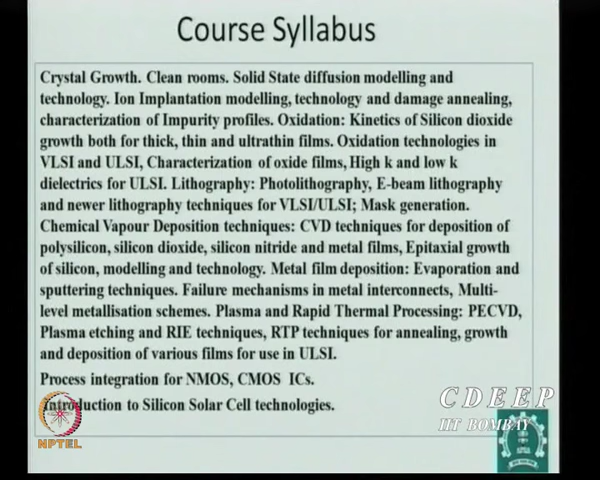 Course Syllabus
Crystal Growth. Clean rooms. Solid State diffusion modelling and
technology. Ion Implantation modelling, technology and damage annealing,
characterization of Impurity profiles. Oxidation: Kinetics of Silicon dioxide
growth both for thick, thin and ultrathin films. Oxidation technologies in
VLSI and ULSI, Characterization of oxide films, High k and low k
dielectrics for ULSI. Lithography: Photolithography, E-beam lithography
and newer lithography techniques for VLSI/ULSI; Mask generation.
Chemical Vapour Deposition techniques: CVD techniques for deposition of
polysilicon, silicon dioxide, silicon nitride and metal films, Epitaxial growth
of silicon, modelling and technology. Metal film deposition: Evaporation and
sputtering techniques. Failure mechanisms in metal interconnects, Multi-
level metallisation schemes. Plasma and Rapid Thermal Processing: PECVD,
Plasma etching and RIE techniques, RTP techniques for annealing, growth
and deposition of various films for use in ULSI.
Process integration for NMOS, CMOS ICs.
Introduction to Silicon Solar Cell technologies.
NPTEL
CDEEP
IIT BOMBAY